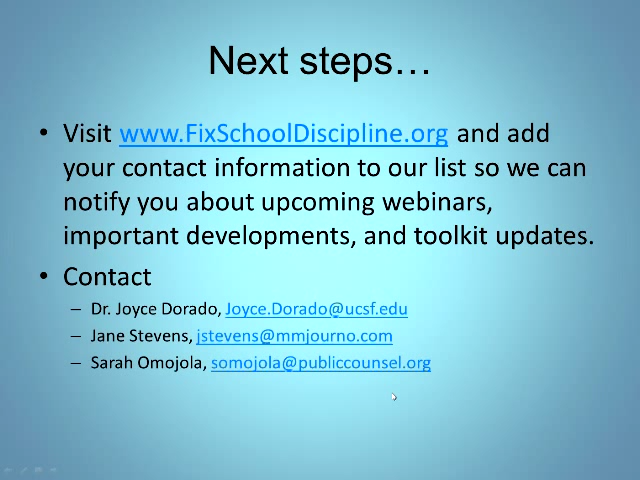 Next steps…
• Visit www.FixSchoolDiscipline.org and add
your contact information to our list so we can
notify you about upcoming webinars,
important developments, and toolkit updates.
• Contact
– Dr. Joyce Dorado, Joyce.Dorado@ucsf.edu
– Jane Stevens, jstevens@mmjourno.com
– Sarah Omojola, somojola@publiccounsel.org